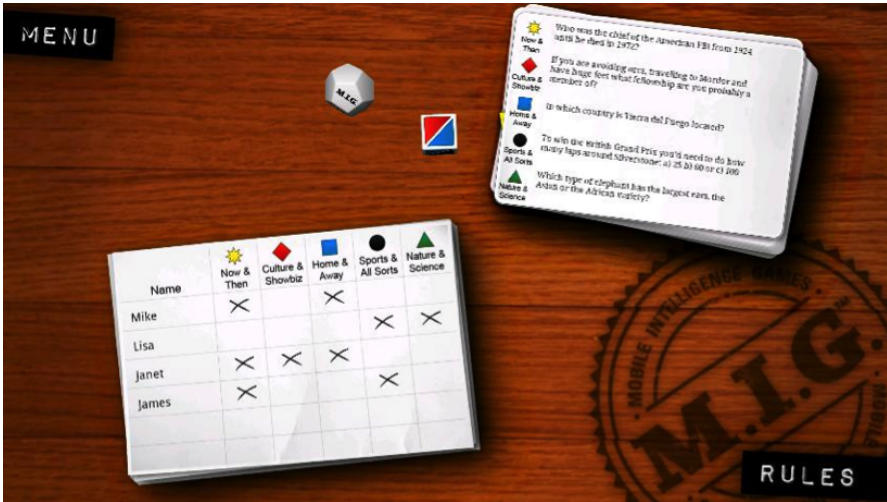 MENU
M.I.G.
Now &
Then
Who was the chief of the American FBI from 1924
until he died in 1972?
Culture &
Showbiz
If you are avoiding orcs, travelling to Mordor and
have huge feet what fellowship are you probably a
member of?
Home &
Away
In which country is Tierra del Fuego located?
Sports &
All Sorts
To win the British Grand Prix you'd need to do how
many laps around Silverstone: a) 25 b) 60 or c) 100
Nature &
Science
Which type of elephant has the largest ears, the
Asian or the African variety?
Name
Now &
Then
Culture &
Showbiz
Home &
Away
Sports &
All Sorts
Nature &
Science
Mike
Lisa
Janet
James
MOBILE INTELLIGENCE GAMES
M.I.G.™
MOBILE
RULES